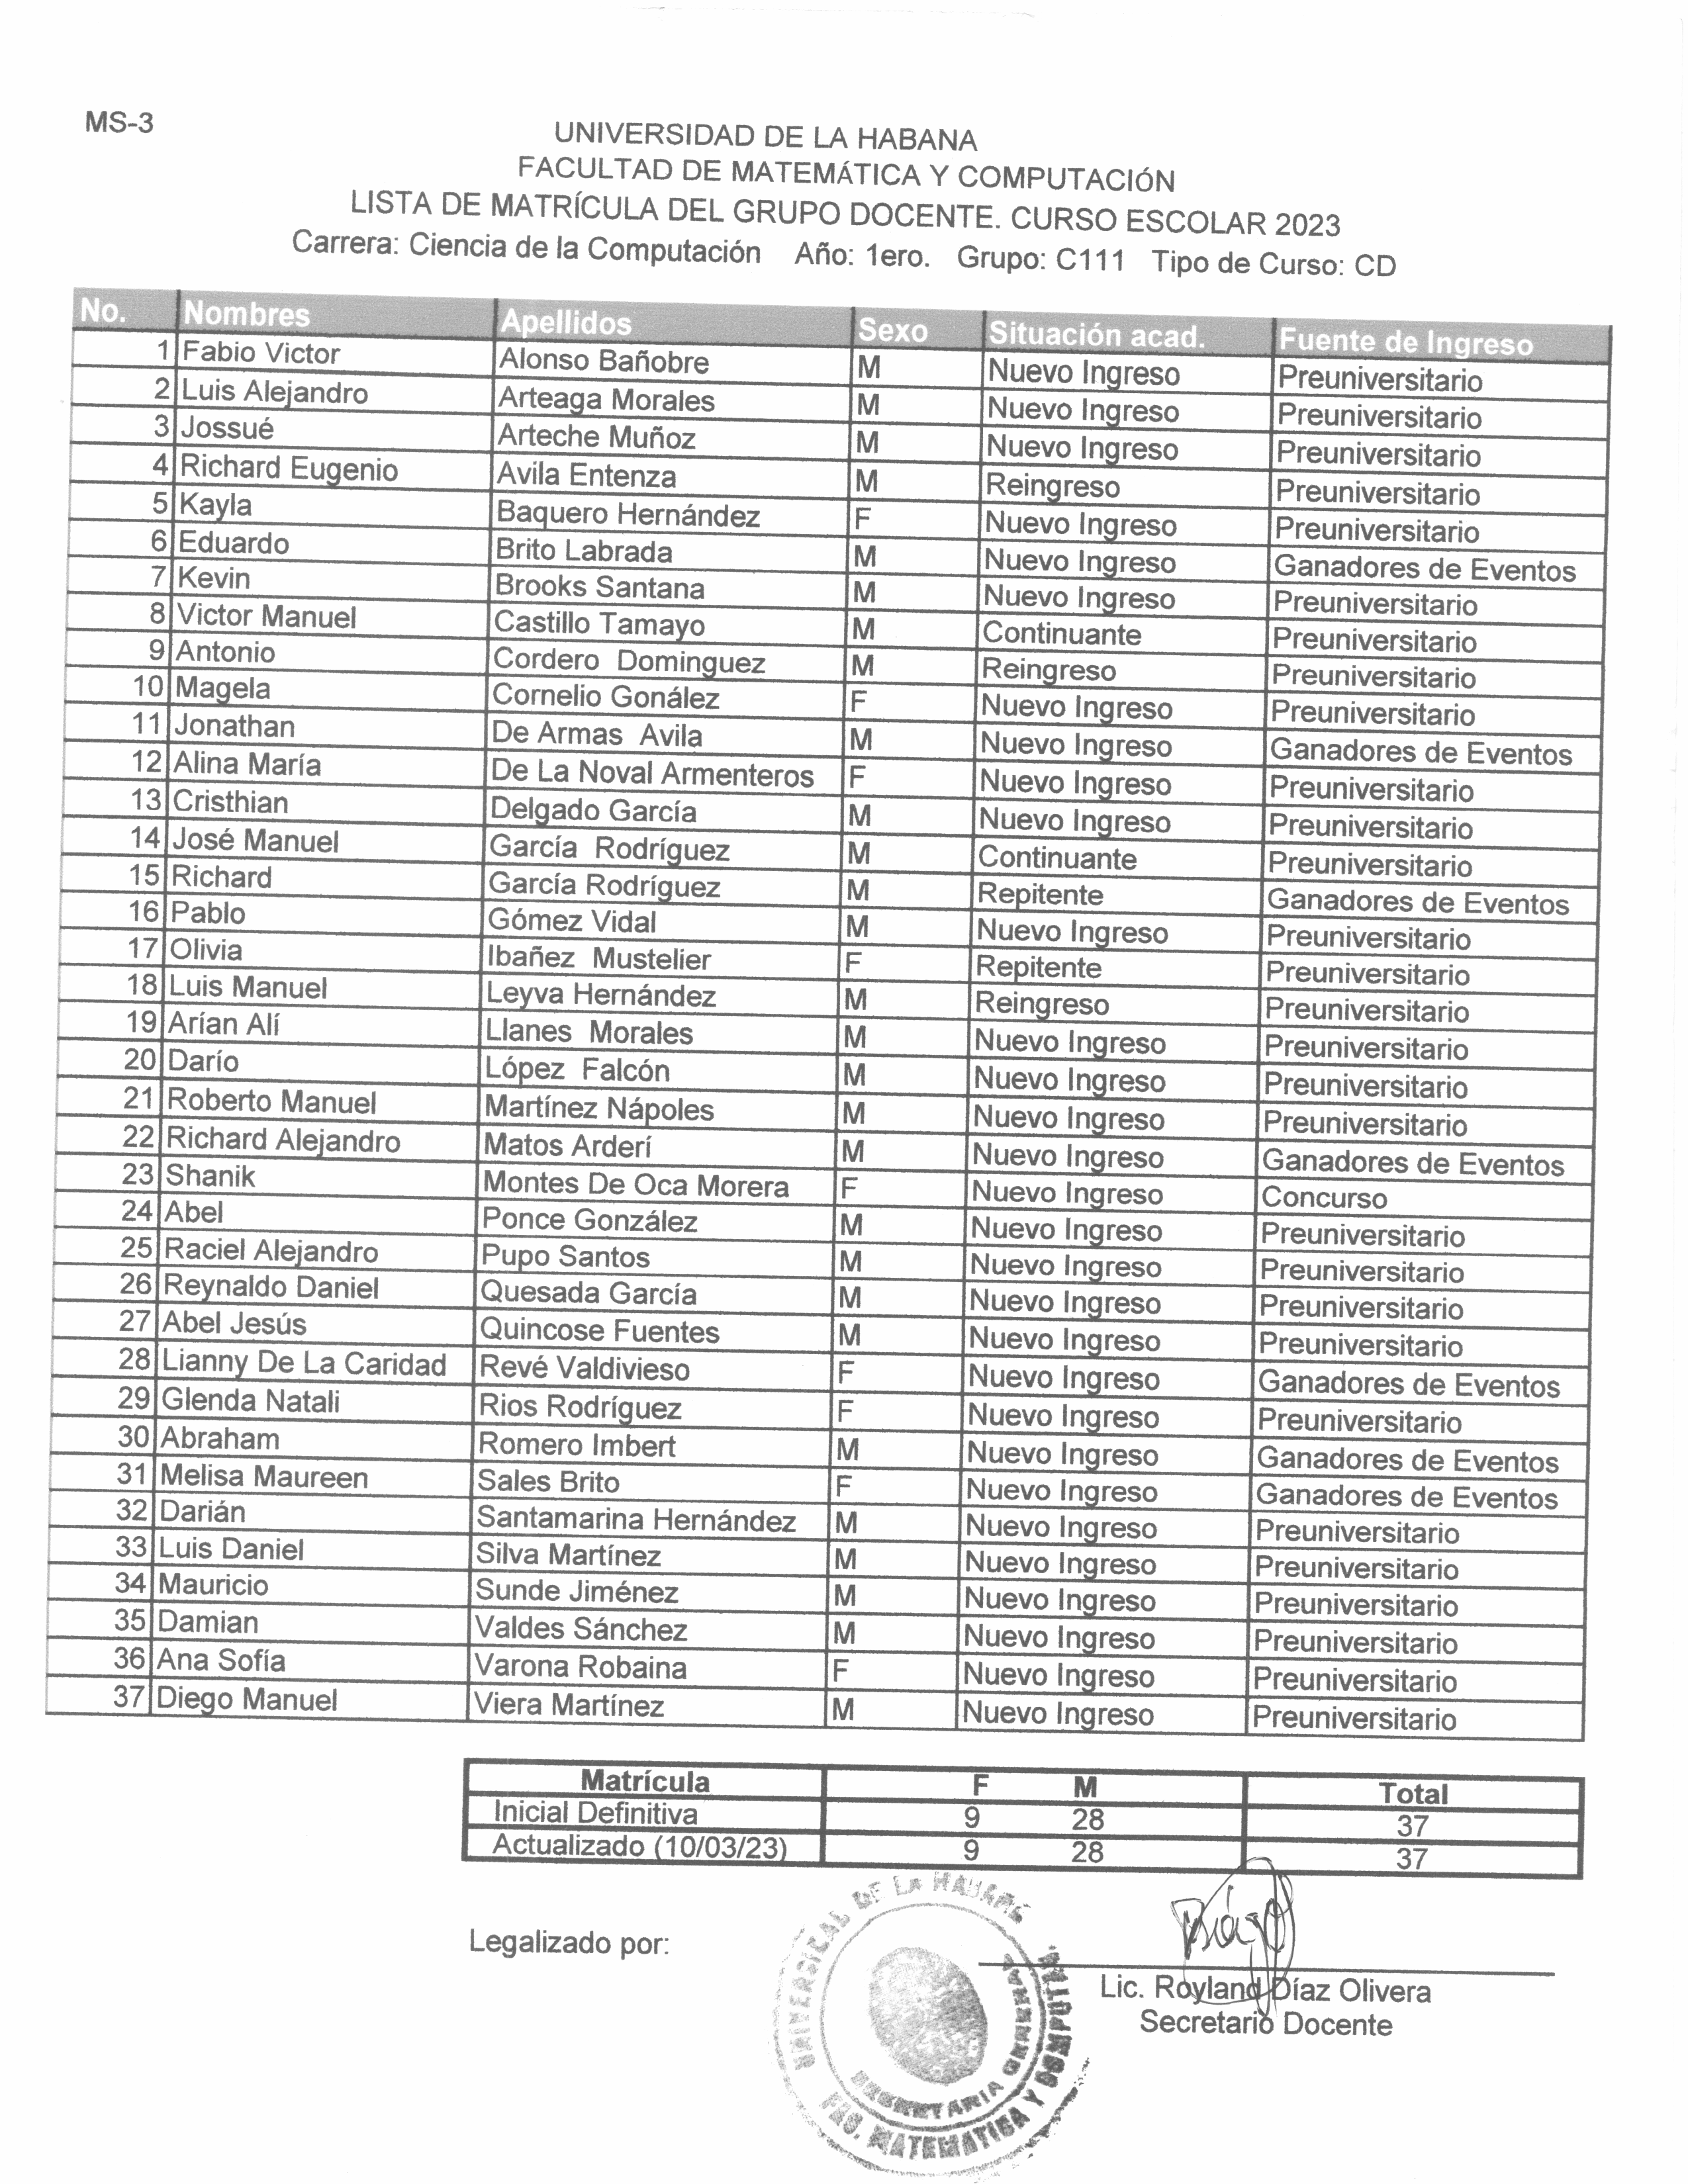 MS-3
UNIVERSIDAD DE LA HABANA
FACULTAD DE MATEMÁTICA Y COMPUTACIÓN
LISTA DE MATRÍCULA DEL GRUPO DOCENTE. CURSO ESCOLAR 2023
Carrera: Ciencia de la Computación Año: 1ero. Grupo: C111 Tipo de Curso: CD
No. Nombres Apellidos Sexo Situación acad. Fuente de Ingreso
1 Fabio Victor Alonso Bañobre M Nuevo Ingreso Preuniversitario
2 Luis Alejandro Arteaga Morales M Nuevo Ingreso Preuniversitario
3 Jossué Arteche Muñoz M Nuevo Ingreso Preuniversitario
4 Richard Eugenio Avila Entenza M Reingreso Preuniversitario
5 Kayla Baquero Hernández F Nuevo Ingreso Preuniversitario
6 Eduardo Brito Labrada M Nuevo Ingreso Ganadores de Eventos
7 Kevin Brooks Santana M Nuevo Ingreso Preuniversitario
8 Victor Manuel Castillo Tamayo M Continuante Preuniversitario
9 Antonio Cordero Dominguez M Reingreso Preuniversitario
10 Magela Cornelio Gonález F Nuevo Ingreso Preuniversitario
11 Jonathan De Armas Avila M Nuevo Ingreso Ganadores de Eventos
12 Alina María De La Noval Armenteros F Nuevo Ingreso Preuniversitario
13 Cristhian Delgado García M Nuevo Ingreso Preuniversitario
14 José Manuel García Rodríguez M Continuante Preuniversitario
15 Richard García Rodríguez M Repitente Ganadores de Eventos
16 Pablo Gómez Vidal M Nuevo Ingreso Preuniversitario
17 Olivia Ibañez Mustelier F Repitente Preuniversitario
18 Luis Manuel Leyva Hernández M Reingreso Preuniversitario
19 Arían Alí Llanes Morales M Nuevo Ingreso Preuniversitario
20 Darío López Falcón M Nuevo Ingreso Preuniversitario
21 Roberto Manuel Martínez Nápoles M Nuevo Ingreso Preuniversitario
22 Richard Alejandro Matos Arderí M Nuevo Ingreso Ganadores de Eventos
23 Shanik Montes De Oca Morera F Nuevo Ingreso Concurso
24 Abel Ponce González M Nuevo Ingreso Preuniversitario
25 Raciel Alejandro Pupo Santos M Nuevo Ingreso Preuniversitario
26 Reynaldo Daniel Quesada García M Nuevo Ingreso Preuniversitario
27 Abel Jesús Quincose Fuentes M Nuevo Ingreso Preuniversitario
28 Lianny De La Caridad Revé Valdivieso F Nuevo Ingreso Ganadores de Eventos
29 Glenda Natali Rios Rodríguez F Nuevo Ingreso Preuniversitario
30 Abraham Romero Imbert M Nuevo Ingreso Ganadores de Eventos
31 Melisa Maureen Sales Brito F Nuevo Ingreso Ganadores de Eventos
32 Darián Santamarina Hernández M Nuevo Ingreso Preuniversitario
33 Luis Daniel Silva Martínez M Nuevo Ingreso Preuniversitario
34 Mauricio Sunde Jiménez M Nuevo Ingreso Preuniversitario
35 Damian Valdes Sánchez M Nuevo Ingreso Preuniversitario
36 Ana Sofía Varona Robaina F Nuevo Ingreso Preuniversitario
37 Diego Manuel Viera Martínez M Nuevo Ingreso Preuniversitario
Matrícula F M Total
Inicial Definitiva 9 28 37
Actualizado (10/03/23) 9 28 37
Legalizado por:
UNIVERSIDAD DE LA HABANA
FAC. MATEMATICA Y COMPUTA
SECRETARIA
Lic. Royland Díaz Olivera
Secretario Docente